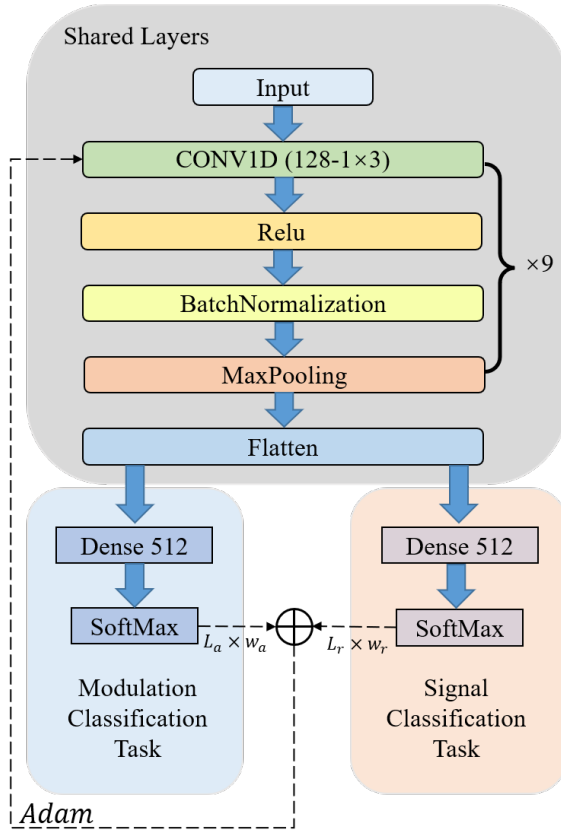 Shared Layers
Input
CONV1D (128-1×3)
Relu
×9
BatchNormalization
MaxPooling
Flatten
Dense 512
SoftMax
Modulation
Classification
Task
Dense 512
SoftMax
Signal
Classification
Task
L_a × w_a
L_r × w_r
Adam